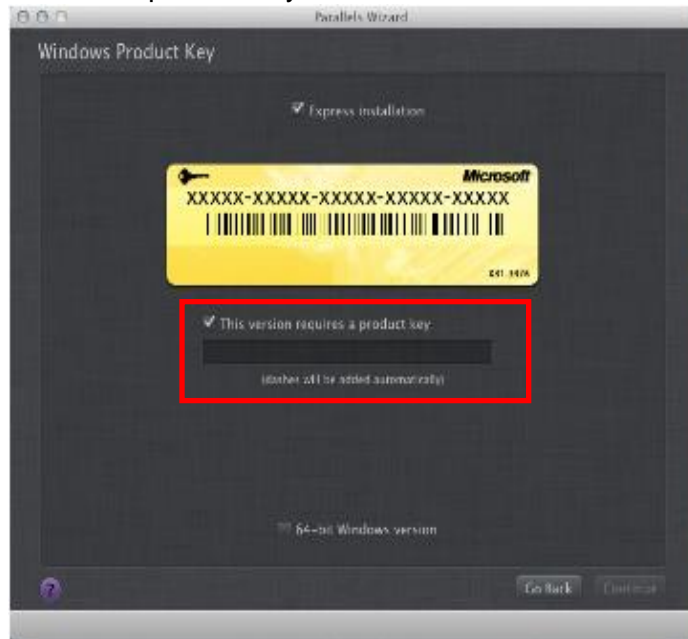 Parallels Wizard
Windows Product Key
Express installation
Microsoft
XXXXX-XXXXX-XXXXX-XXXXX-XXXXX
This version requires a product key
(dashes will be added automatically)
64-bit Windows version
?
Go Back Continue